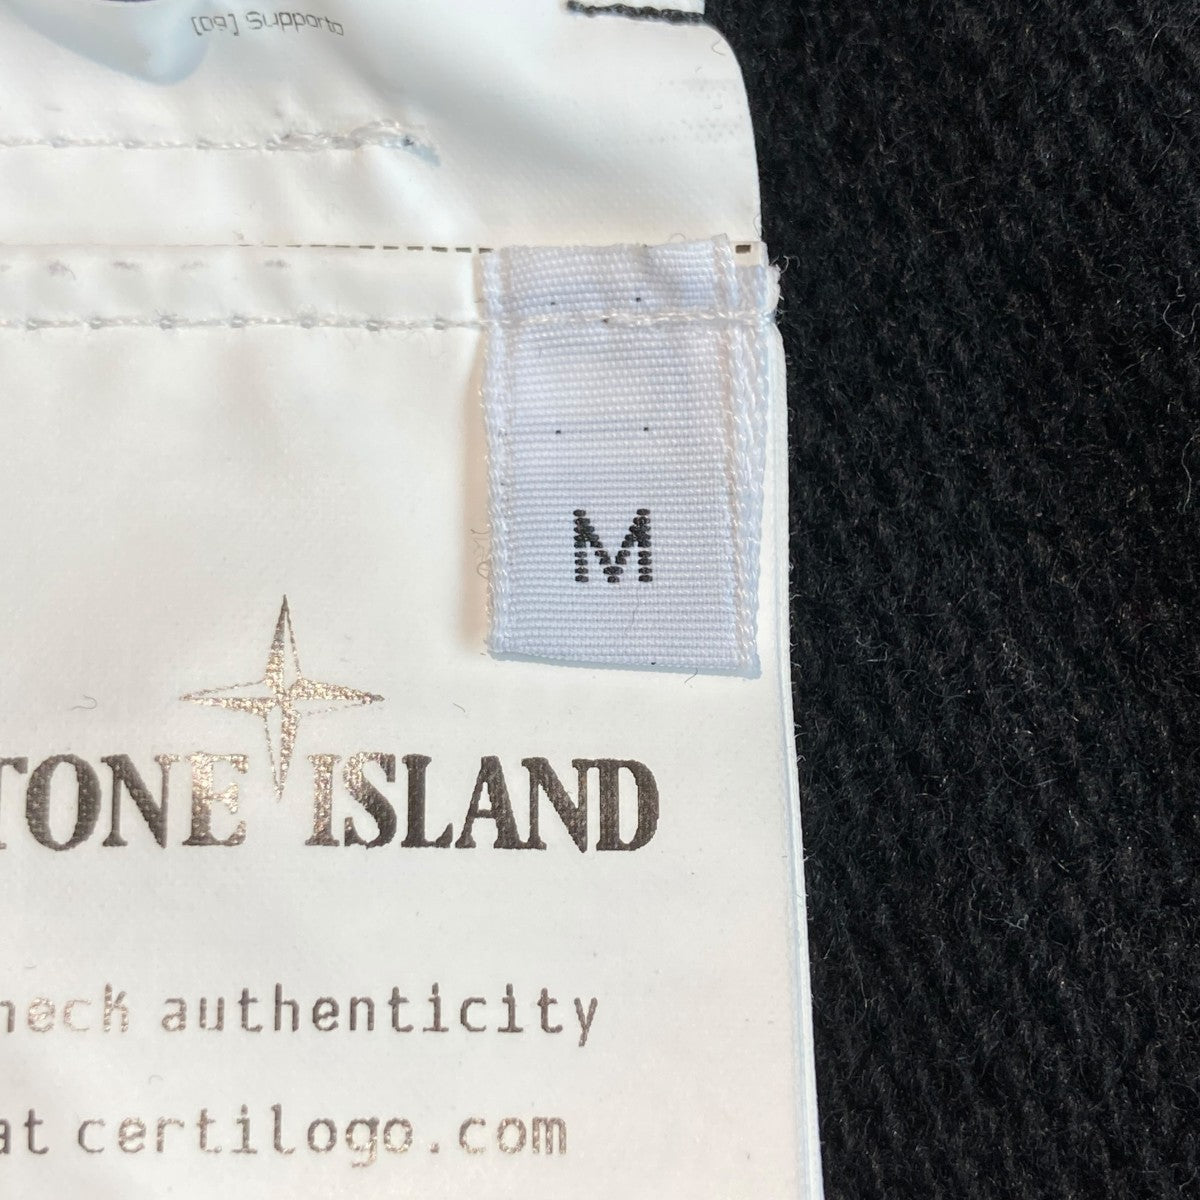 [09] Supporto
M
TONE ISLAND
heck authenticity
at certilogo.com